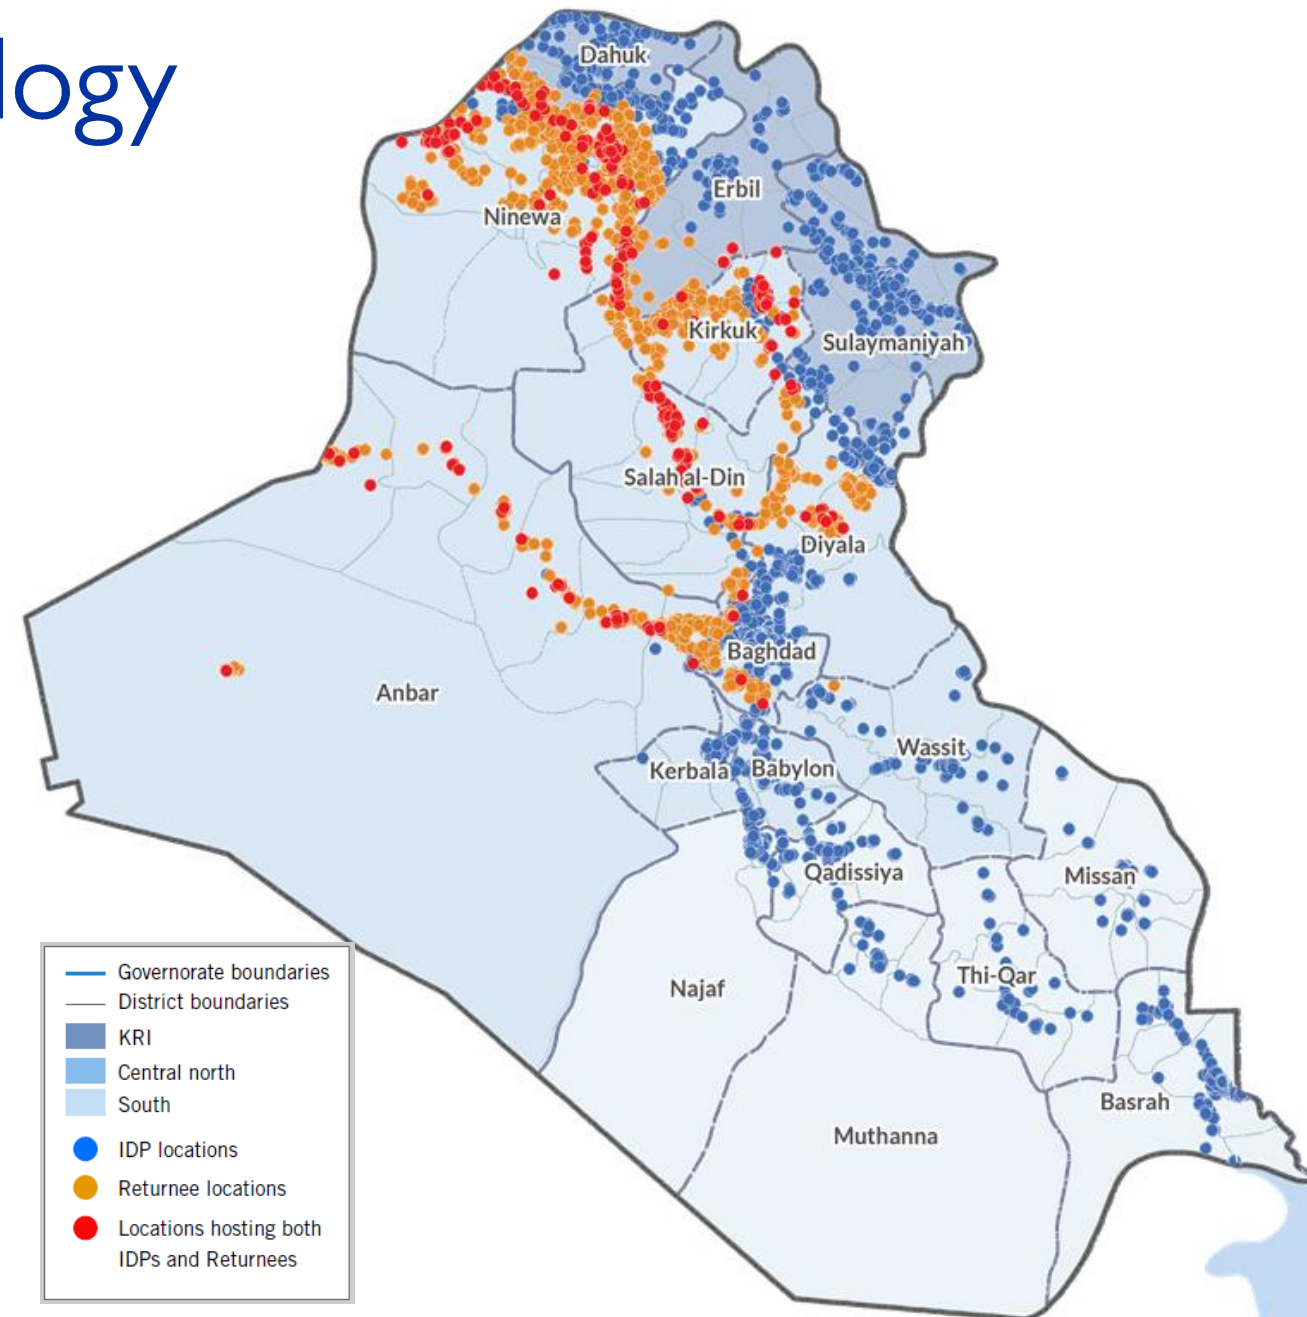 logy
Dahuk
Erbil
Ninewa
Kirkuk
Sulaymaniyah
Salah al-Din
Diyala
Baghdad
Anbar
Wassit
Kerbala
Babylon
Qadissiya
Missan
Najaf
Thi-Qar
Basrah
Muthanna
Governorate boundaries
District boundaries
KRI
Central north
South
IDP locations
Returnee locations
Locations hosting both
IDPs and Returnees